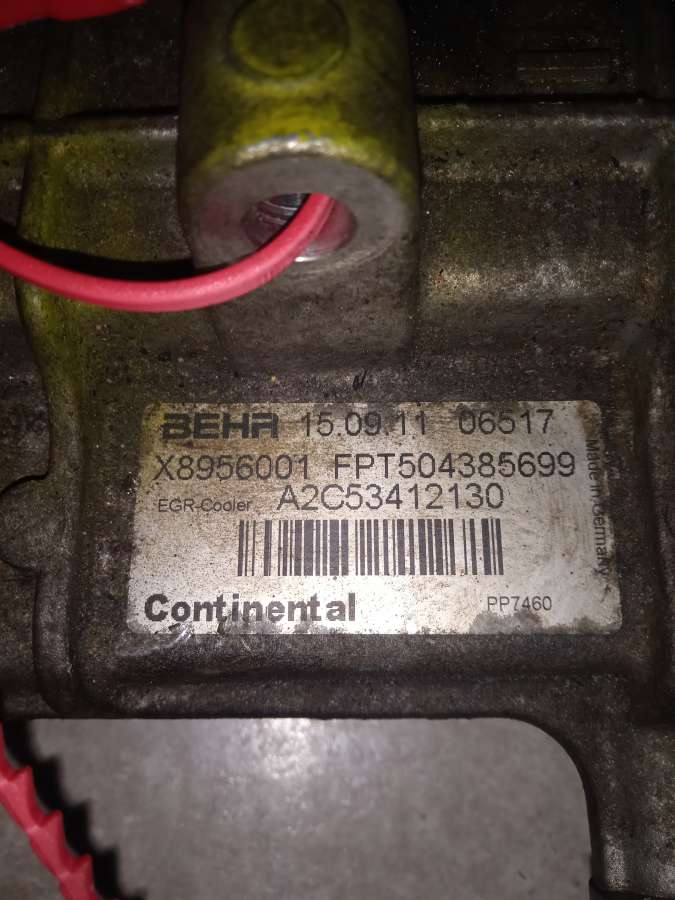 BEHR 15.09.11 06517
X8956001 FPT504385699
EGR-Cooler A2C53412130
Continental PP7460
Made in Germany